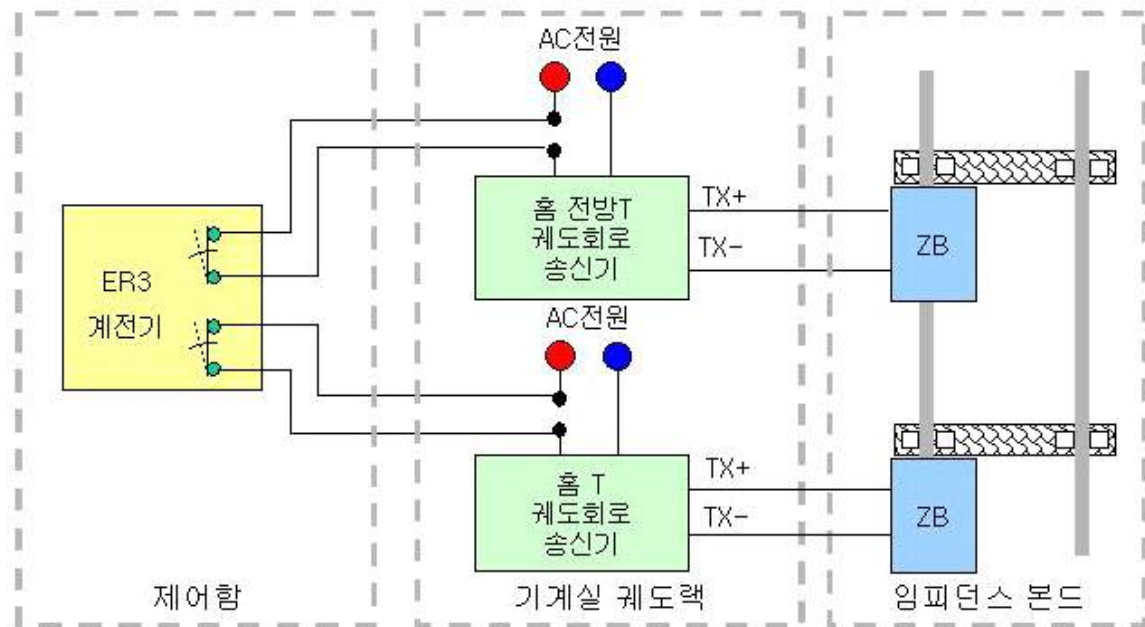 AC전원
홈 전방T
궤도회로
송신기
TX+
TX-
ZB
ER3
계전기
AC전원
홈 T
궤도회로
송신기
TX+
TX-
ZB
제어함
기계실 궤도랙
임피던스 본드